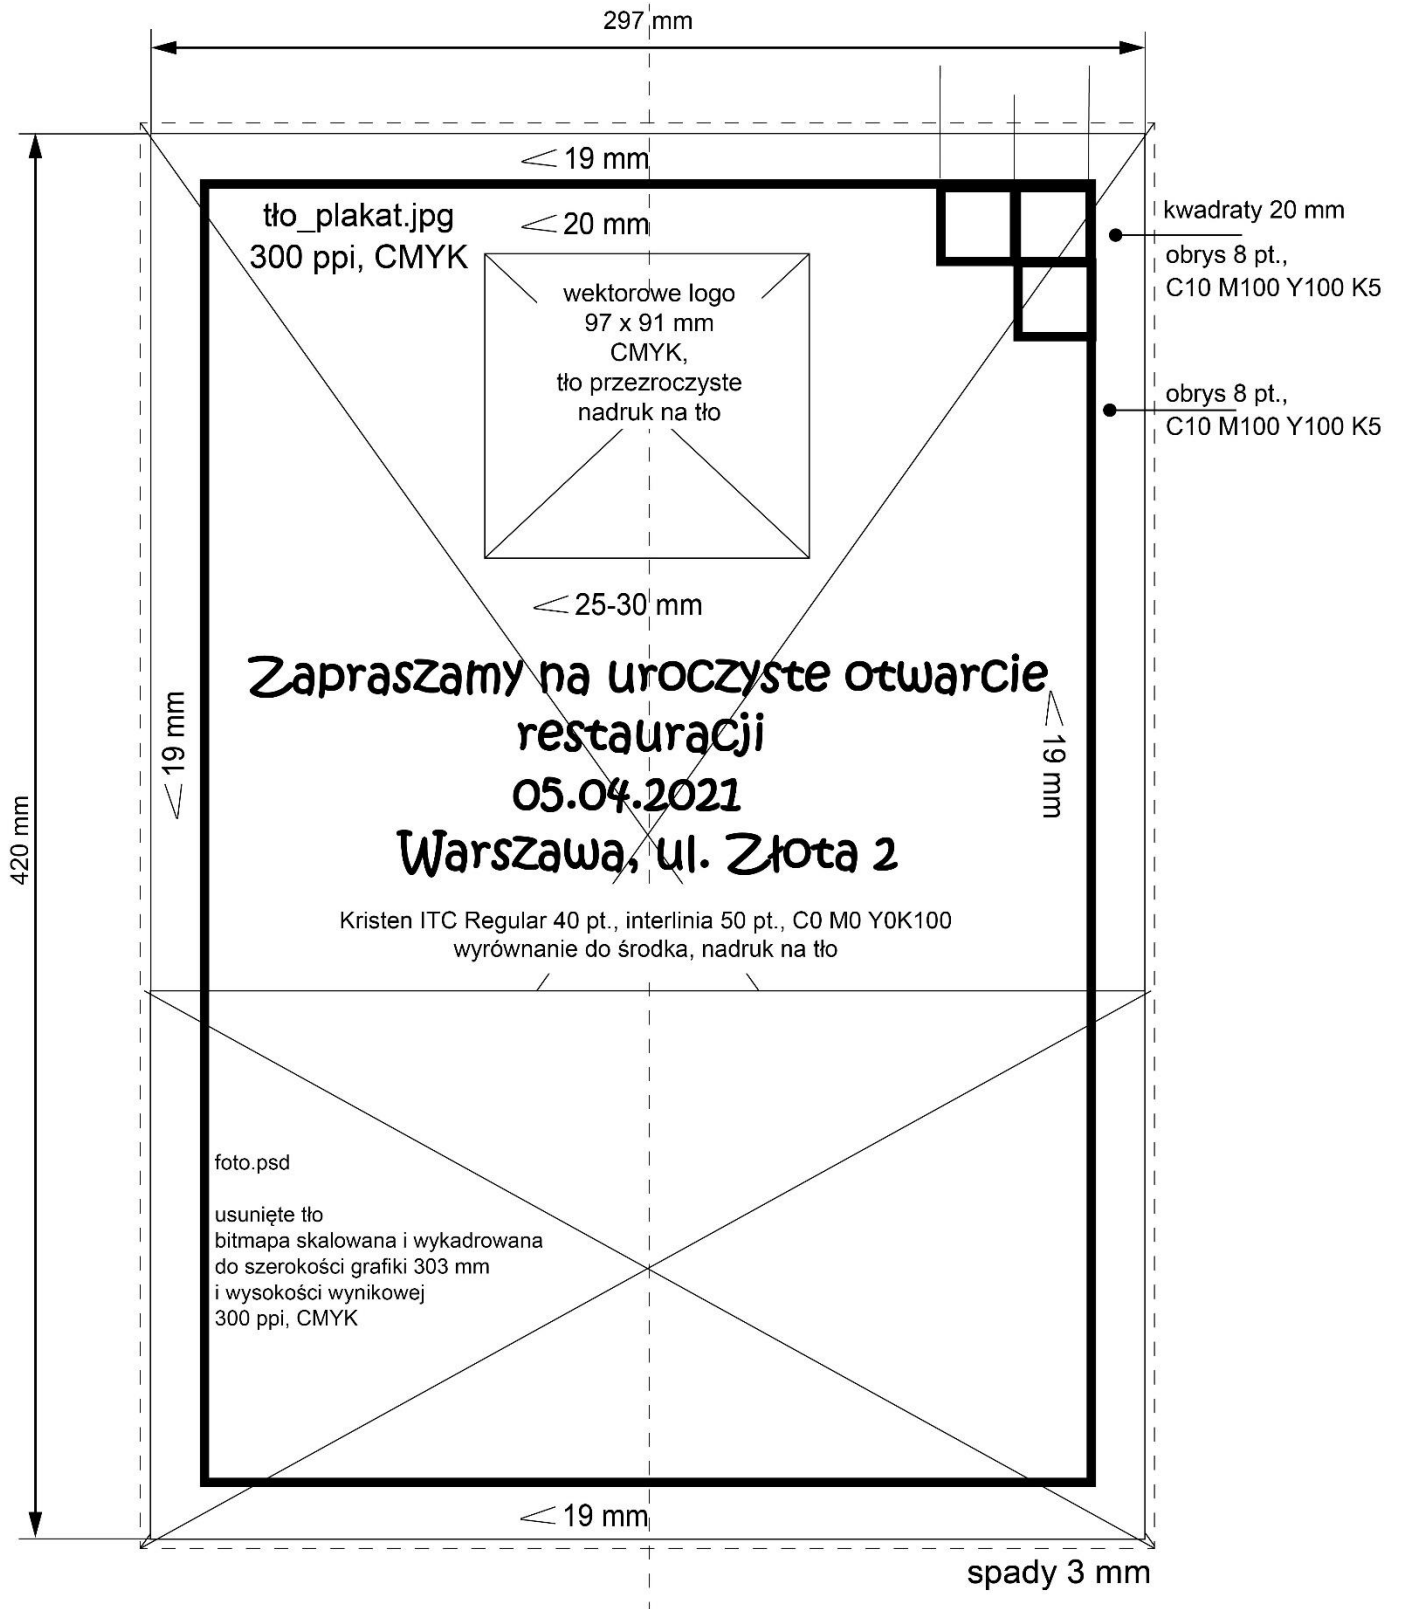 297 mm
19 mm
tło_plakat.jpg
300 ppi, CMYK
20 mm
kwadraty 20 mm
obrys 8 pt.,
C10 M100 Y100 K5
wektorowe logo
97 x 91 mm
CMYK,
tło przezroczyste
nadruk na tło
obrys 8 pt.,
C10 M100 Y100 K5
25-30 mm
Zapraszamy na uroczyste otwarcie
restauracji
05.04.2021
Warszawa, ul. Złota 2
19 mm
19 mm
420 mm
Kristen ITC Regular 40 pt., interlinia 50 pt., C0 M0 Y0K100
wyrównanie do środka, nadruk na tło
foto.psd
usunięte tło
bitmapa skalowana i wykadrowana
do szerokości grafiki 303 mm
i wysokości wynikowej
300 ppi, CMYK
19 mm
spady 3 mm